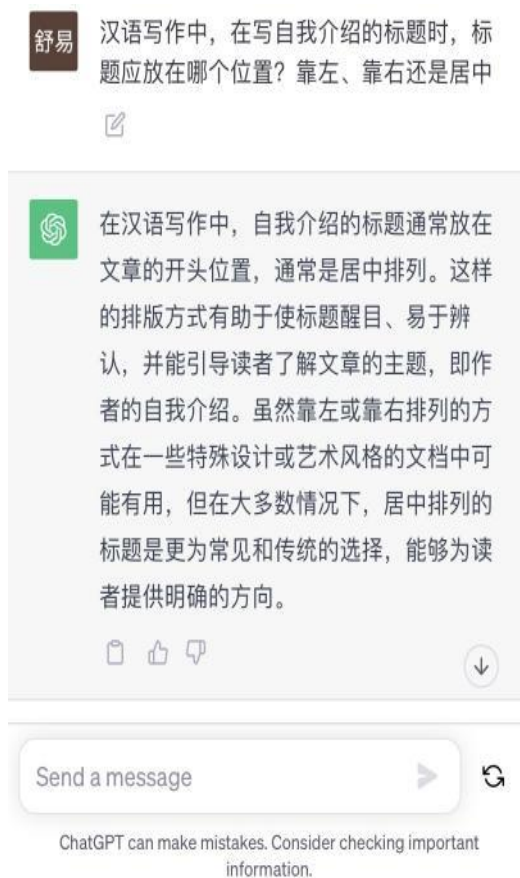 舒易
汉语写作中，在写自我介绍的标题时，标
题应放在哪个位置？靠左、靠右还是居中
在汉语写作中，自我介绍的标题通常放在
文章的开头位置，通常是居中排列。这样
的排版方式有助于使标题醒目、易于辨
认，并能引导读者了解文章的主题，即作
者的自我介绍。虽然靠左或靠右排列的方
式在一些特殊设计或艺术风格的文档中可
能有用，但在大多数情况下，居中排列的
标题是更为常见和传统的选择，能够为读
者提供明确的方向。
Send a message
ChatGPT can make mistakes. Consider checking important
information.